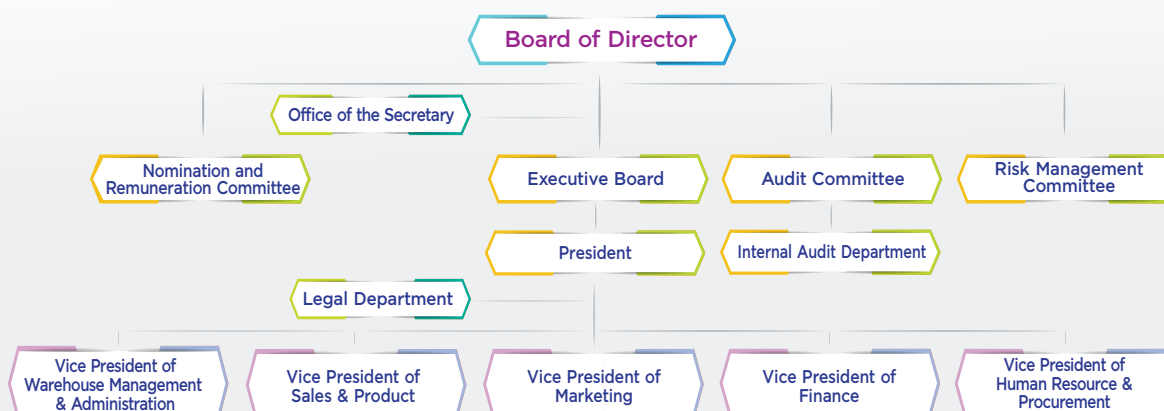 Board of Director
Office of the Secretary
Nomination and
Remuneration Committee
Executive Board
Audit Committee
Risk Management
Committee
President
Internal Audit Department
Legal Department
Vice President of
Warehouse Management
& Administration
Vice President of
Sales & Product
Vice President of
Marketing
Vice President of
Finance
Vice President of
Human Resource &
Procurement